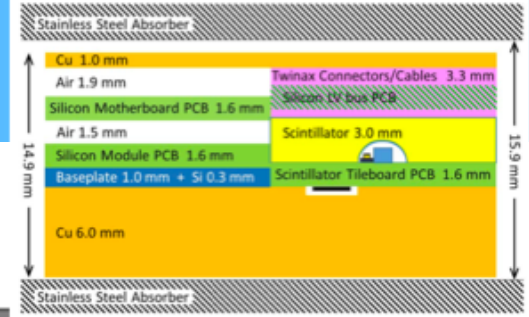 Stainless Steel Absorber
Cu 1.0 mm
Air 1.9 mm
Twinax Connectors/Cables 3.3 mm
Silicon LV bus PCB
Silicon Motherboard PCB 1.6 mm
Air 1.5 mm
Scintillator 3.0 mm
Silicon Module PCB 1.6 mm
Baseplate 1.0 mm + Si 0.3 mm
Scintillator Tileboard PCB 1.6 mm
Cu 6.0 mm
14.9 mm
15.9 mm
Stainless Steel Absorber